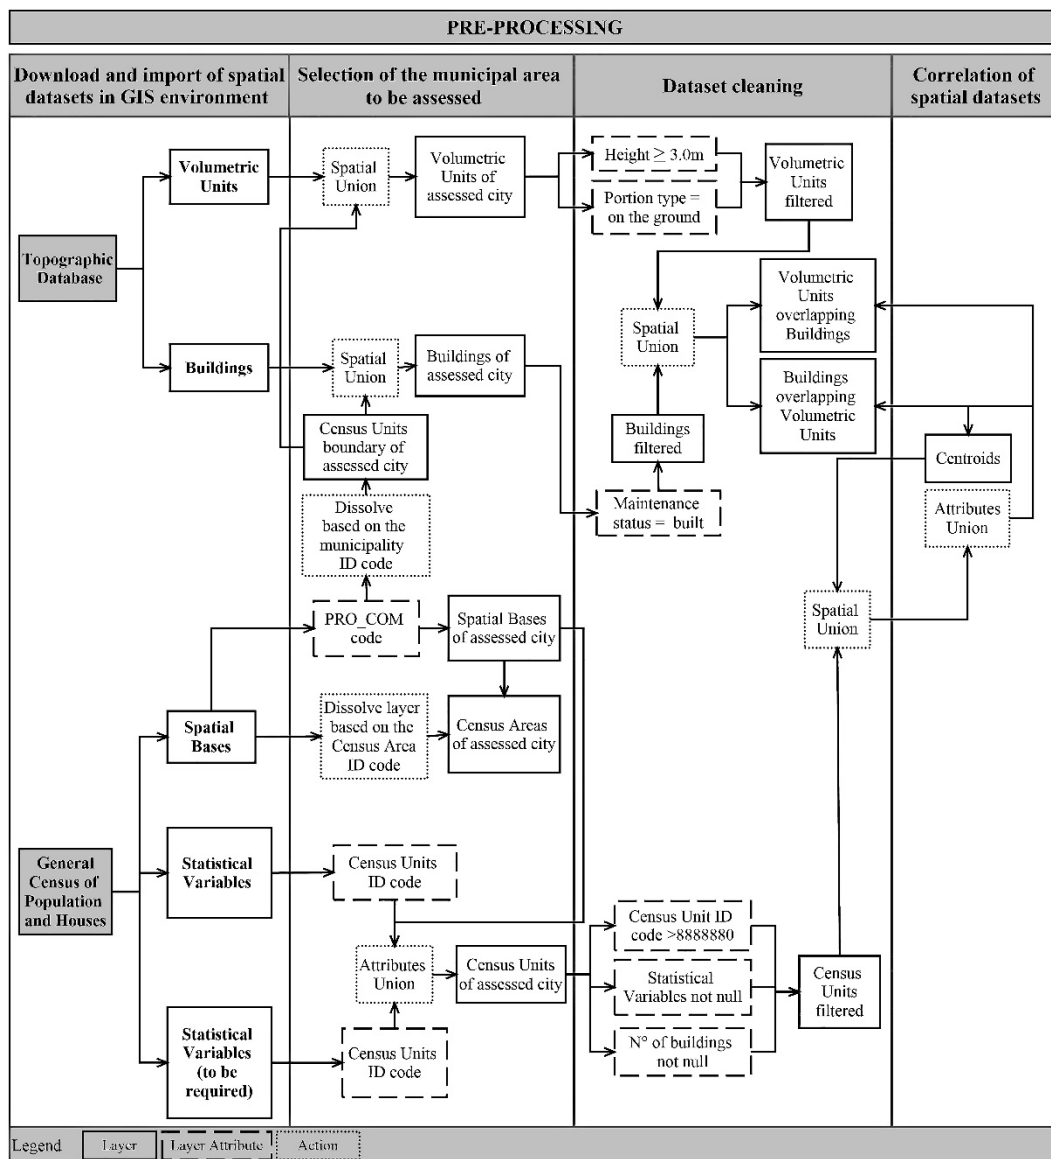 PRE-PROCESSING
Download and import of spatial
datasets in GIS environment
Selection of the municipal area
to be assessed
Dataset cleaning
Correlation of
spatial datasets
Topographic
Database
Volumetric
Units
Spatial
Union
Volumetric
Units of
assessed city
Height ≥ 3.0m
Portion type =
on the ground
Volumetric
Units
filtered
Buildings
Spatial
Union
Buildings of
assessed city
Census Units
boundary of
assessed city
Dissolve
based on the
municipality
ID code
Spatial
Union
Volumetric
Units
overlapping
Buildings
Buildings
overlapping
Volumetric
Units
Buildings
filtered
Maintenance
status = built
Centroids
Attributes
Union
Spatial
Union
PRO_COM
code
Spatial Bases
of assessed city
Spatial
Bases
Dissolve layer
based on the
Census Area
ID code
Census Areas
of assessed city
General
Census of
Population
and Houses
Statistical
Variables
Census Units
ID code
Attributes
Union
Census Units
of assessed city
Statistical
Variables
(to be
required)
Census Units
ID code
Census Unit ID
code >8888880
Statistical
Variables not null
N° of buildings
not null
Census
Units
filtered
Legend
Layer
Layer Attribute
Action